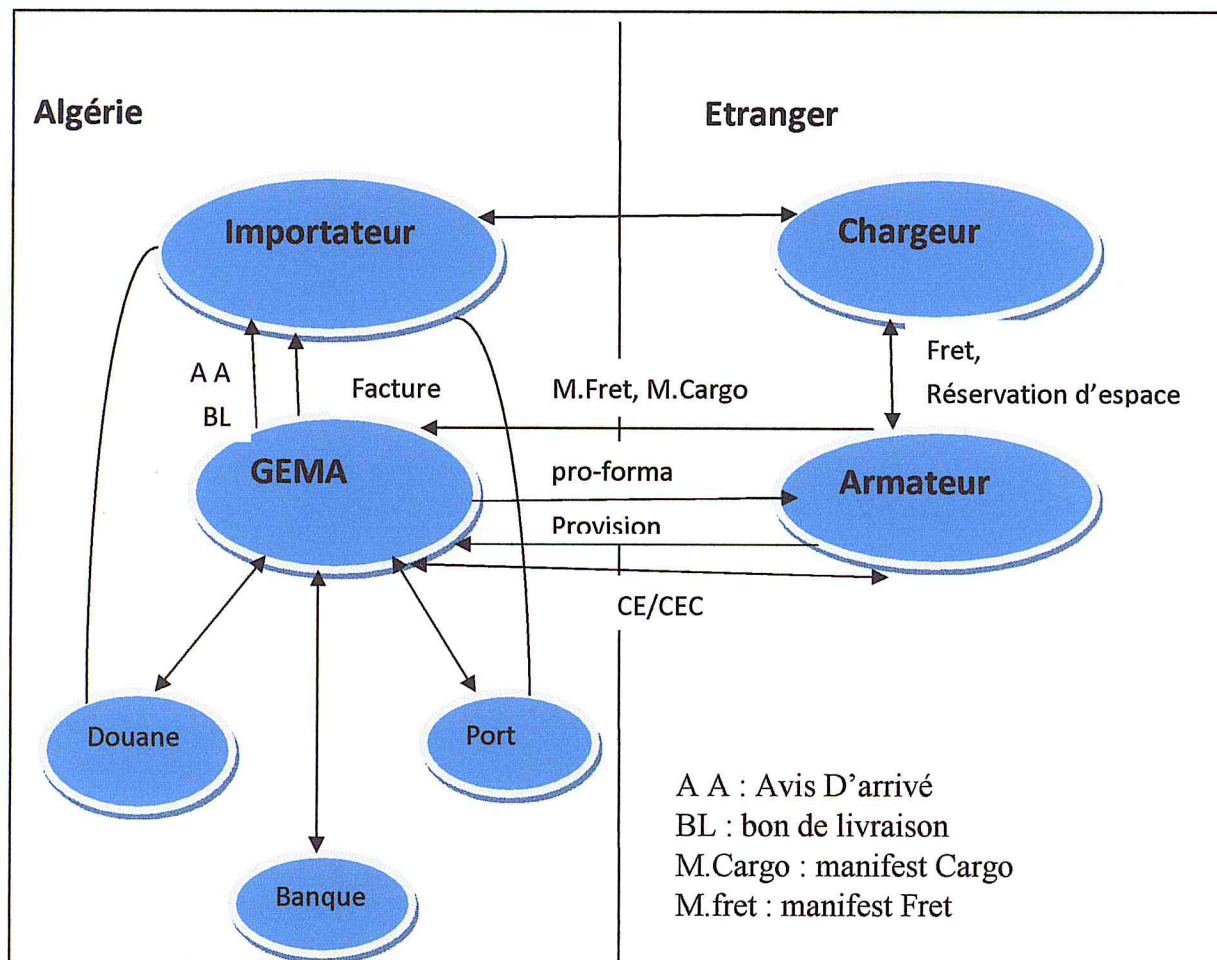 Algérie
Etranger
Importateur
Chargeur
A A
BL
Facture
M.Fret, M.Cargo
Fret,
Réservation d'espace
GEMA
pro-forma
Armateur
Provision
CE/CEC
Douane
Port
Banque
A A : Avis D'arrivé
BL : bon de livraison
M.Cargo : manifest Cargo
M.fret : manifest Fret